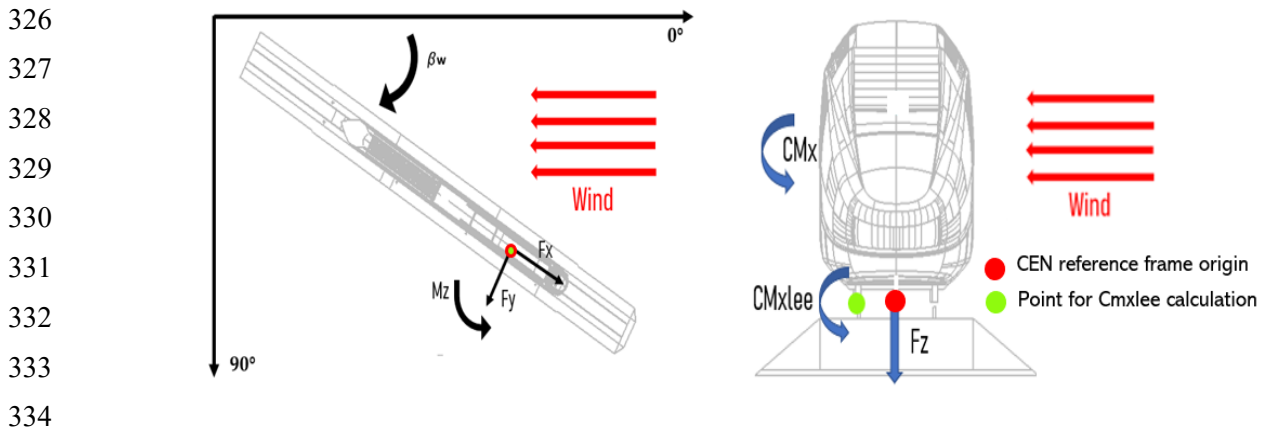 326
327
328
329
330
331
332
333
334
0°
βw
Wind
Fx
Fy
Mz
90°
CMx
Wind
CEN reference frame origin
CMxlee
Point for Cmxlee calculation
Fz